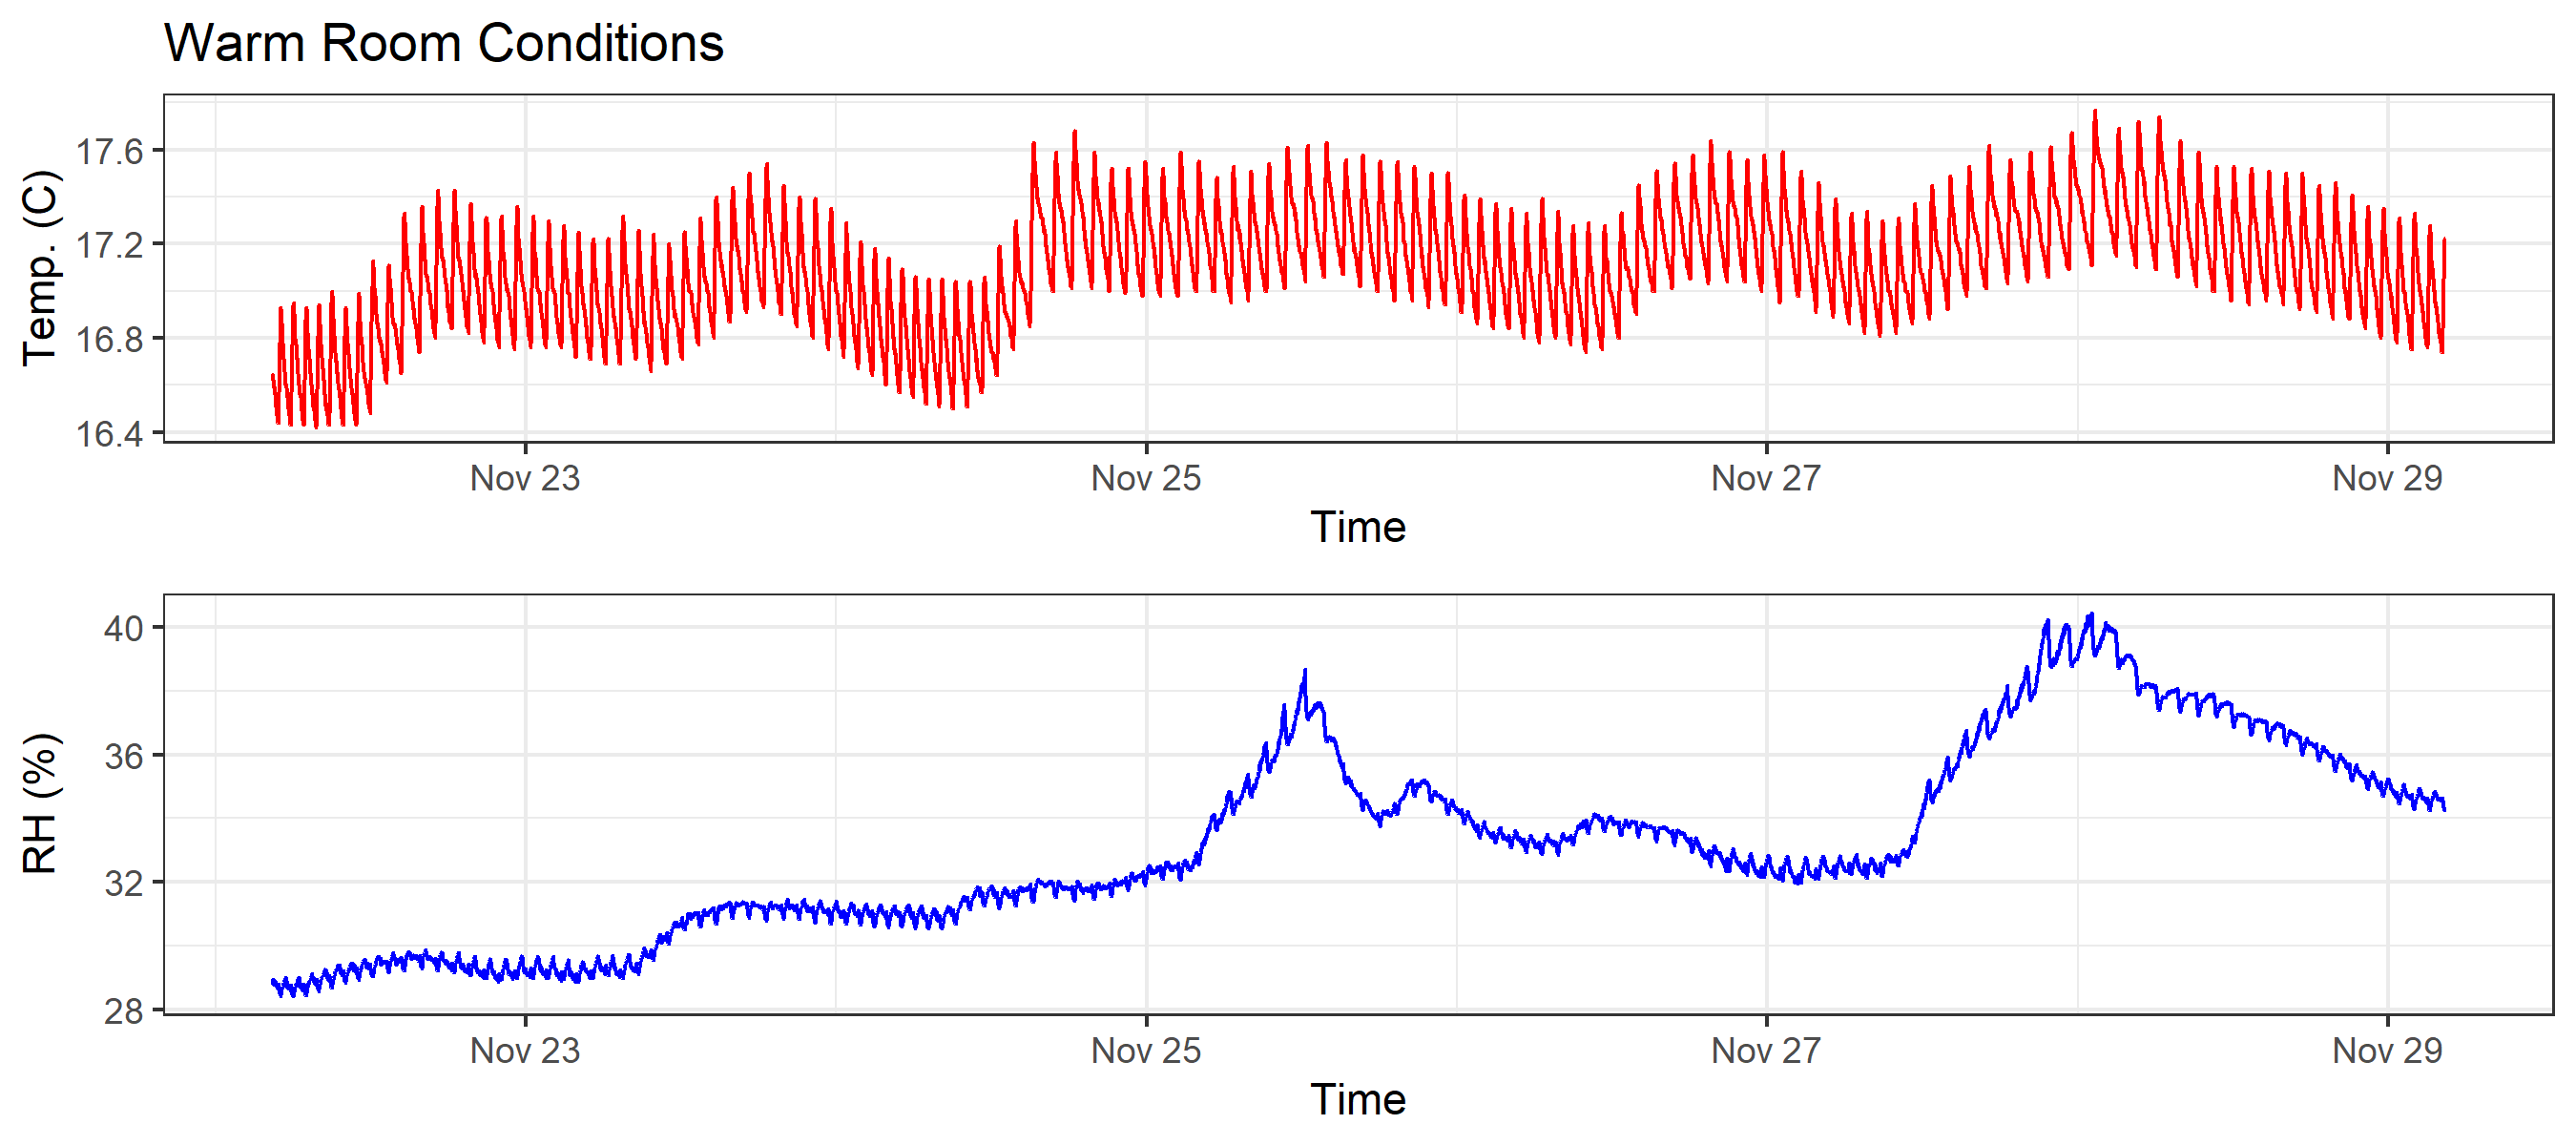 Warm Room Conditions
Temp. (C)
17.6
17.2
16.8
16.4
Nov 23 Nov 25 Nov 27 Nov 29
Time
RH (%)
40
36
32
28
Nov 23 Nov 25 Nov 27 Nov 29
Time